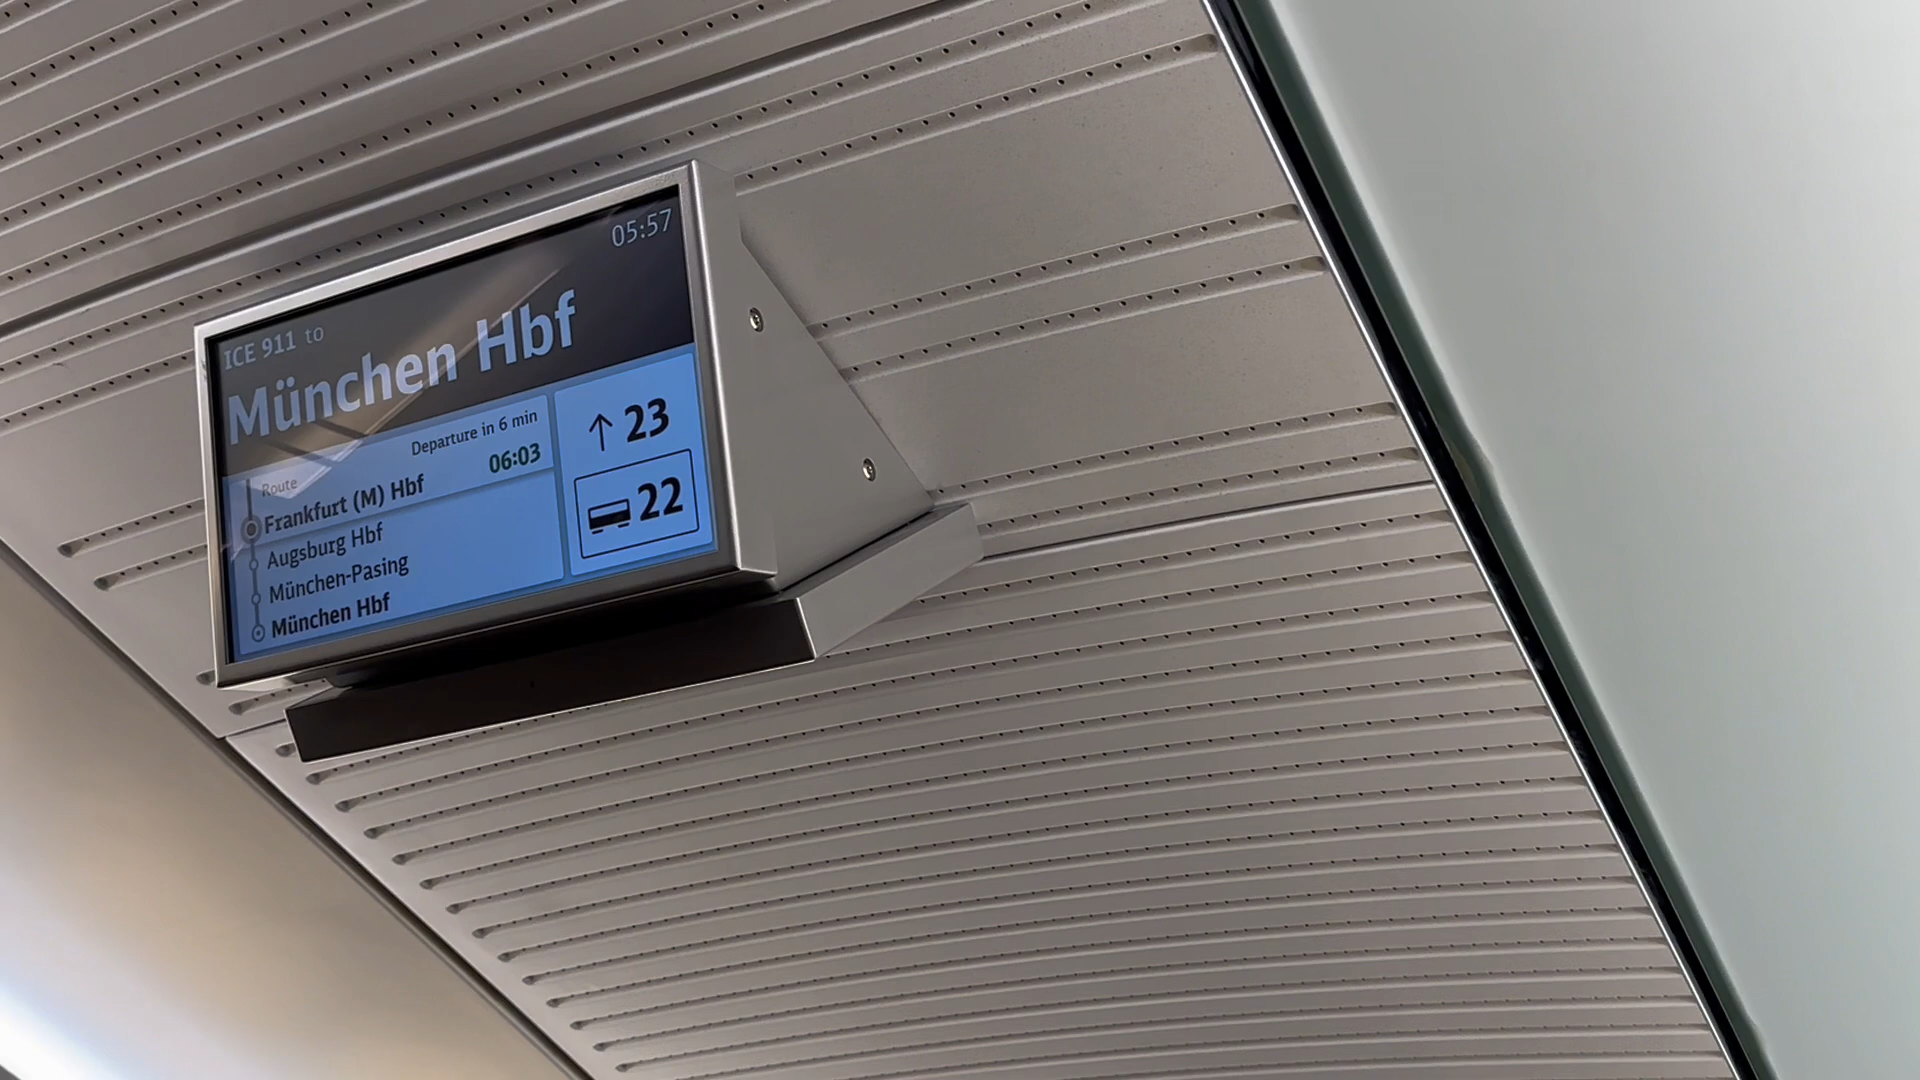 05:57
ICE 911 to
München Hbf
Departure in 6 min
Route
Frankfurt (M) Hbf 06:03
Augsburg Hbf
München-Pasing
München Hbf
↑ 23
22